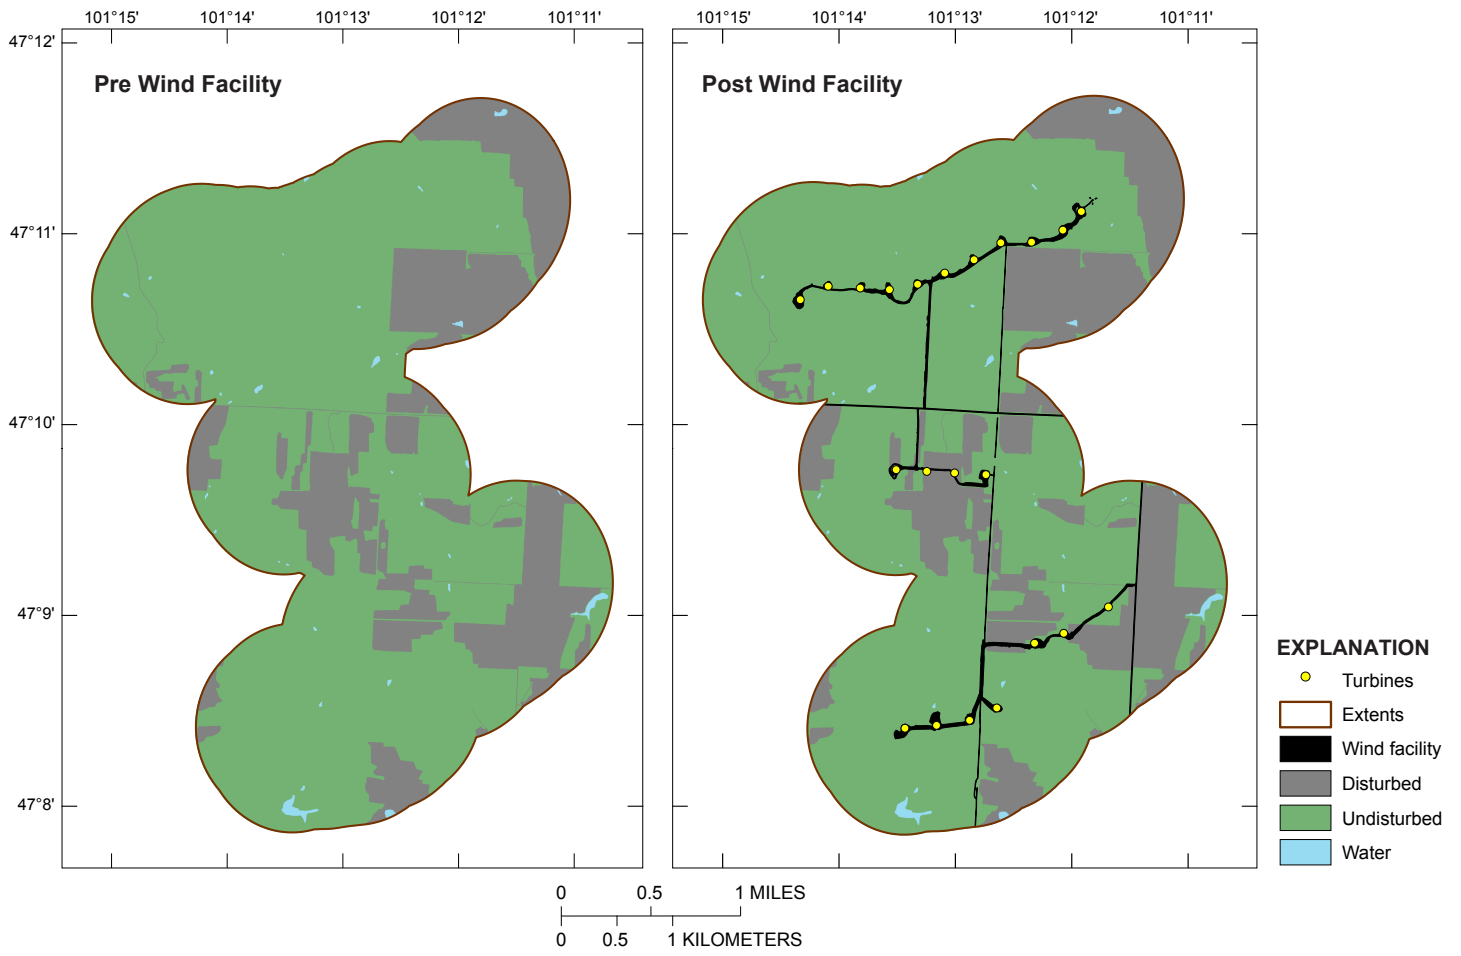 101°15' 101°14' 101°13' 101°12' 101°11'
101°15' 101°14' 101°13' 101°12' 101°11'
47°12'
Pre Wind Facility
Post Wind Facility
47°11'
47°10'
47°9'
47°8'
EXPLANATION
Turbines
Extents
Wind facility
Disturbed
Undisturbed
Water
0 0.5 1 MILES
0 0.5 1 KILOMETERS